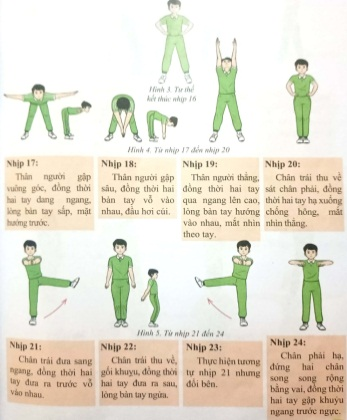 Hình 3. Tư thế
kết thúc nhịp 16
Hình 4. Từ nhịp 17 đến nhịp 20
Nhịp 17:
Thân người gập
vuông góc, đồng thời
hai tay dang ngang,
lòng bàn tay sấp, mặt
hướng trước.
Nhịp 18:
Thân người gập
sâu, đồng thời hai
bàn tay vỗ vào
nhau, đầu hơi cúi.
Nhịp 19:
Thân người thẳng,
đồng thời hai tay
qua ngang lên cao,
lòng bàn tay hướng
vào nhau, mắt nhìn
theo tay.
Nhịp 20:
Chân trái thu về
sát chân phải, đồng
thời hai tay hạ xuống
chống hông, mắt
nhìn thẳng.
Hình 5. Từ nhịp 21 đến 24
Nhịp 21:
Chân trái đưa sang
ngang, đồng thời hai
tay đưa ra trước vỗ
vào nhau.
Nhịp 22:
Chân trái thu về,
gối khuỵu, đồng thời
hai tay đưa ra sau,
lòng bàn tay ngửa.
Nhịp 23:
Thực hiện tương
tự nhịp 21 nhưng
đổi bên.
Nhịp 24:
Chân phải hạ,
đứng hai chân
song song rộng
bằng vai, đồng thời
hai tay gập khuỷu
ngang trước ngực.